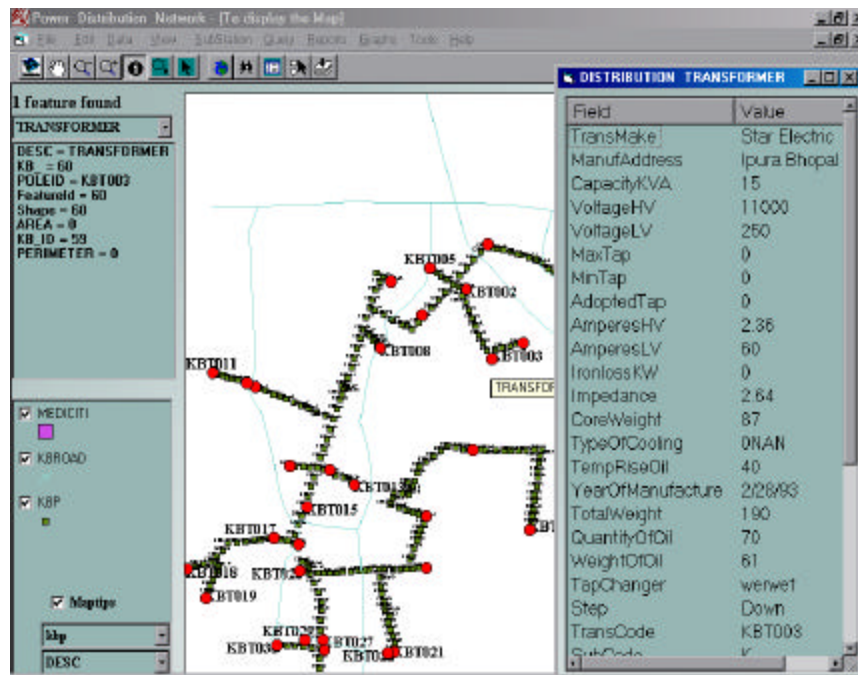 Power Distribution Network - [To display the Map]
File Edit Data View SubStation Query Reports Graphs Tools Help
1 feature found
TRANSFORMER
DESC = TRANSFORMER
KB_ = 60
POLEID = KBT003
FeatureId = 60
Shape = 60
AREA = 0
KB_ID = 59
PERIMETER = 0
MEDICITI
KBROAD
KBP
Maptips
kbp
DESC
KBT005
KBT002
KBT008
KBT003
KBT011
TRANSFOR
KBT015
KBT017
KBT018
KBT019
KBT027
KBT021
DISTRIBUTION TRANSFORMER
Field Value
TransMake Star Electric
ManufAddress Ipura Bhopal
CapacityKVA 15
VoltageHV 11000
VoltageLV 250
MaxTap 0
MinTap 0
AdoptedTap 0
AmperesHV 2.36
AmperesLV 60
IronlossKW 0
Impedance 2.64
CoreWeight 87
TypeOfCooling ONAN
TempRiseOil 40
YearOfManufacture 2/28/93
TotalWeight 190
QuantityOfOil 70
WeightOfOil 61
TapChanger werwet
Step Down
TransCode KBT003
SubCode K